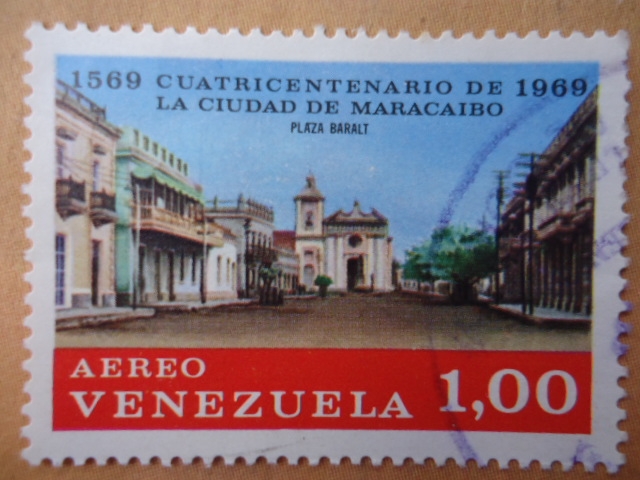 1569 CUATRICENTENARIO DE 1969
LA CIUDAD DE MARACAIBO
PLAZA BARALT
AEREO
VENEZUELA 1,00